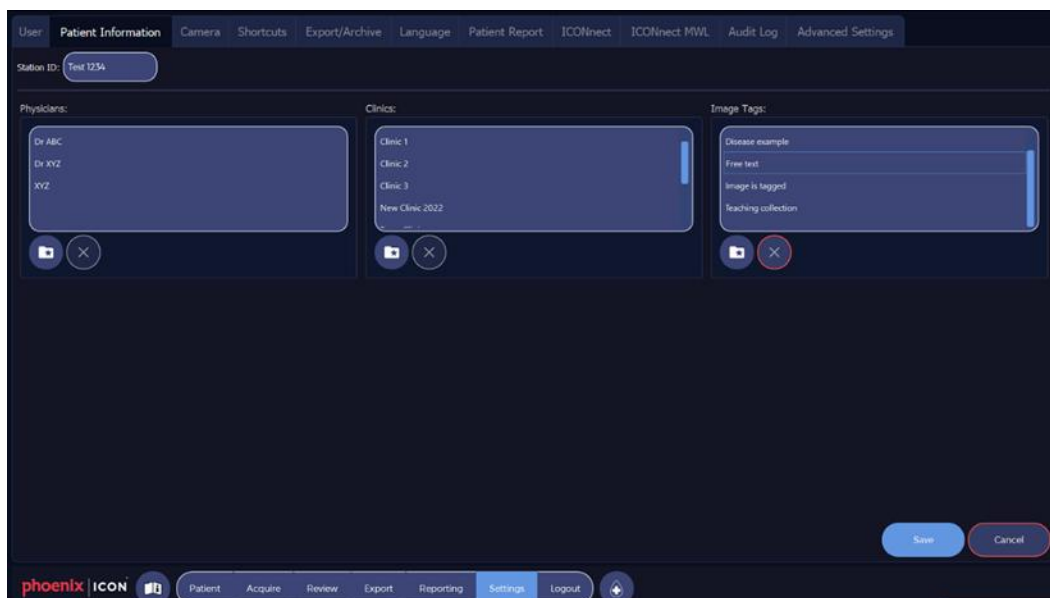 User Patient Information Camera Shortcuts Export/Archive Language Patient Report ICONnect ICONnect MWL Audit Log Advanced Settings
Station ID: Test 1234
Physicians: Clinics: Image Tags:
Dr ABC Clinic 1 Disease example
Dr XYZ Clinic 2 Free text
XYZ Clinic 3 Image is tagged
New Clinic 2022 Teaching collection
Save Cancel
phoenix | ICON Patient Acquire Review Export Reporting Settings Logout